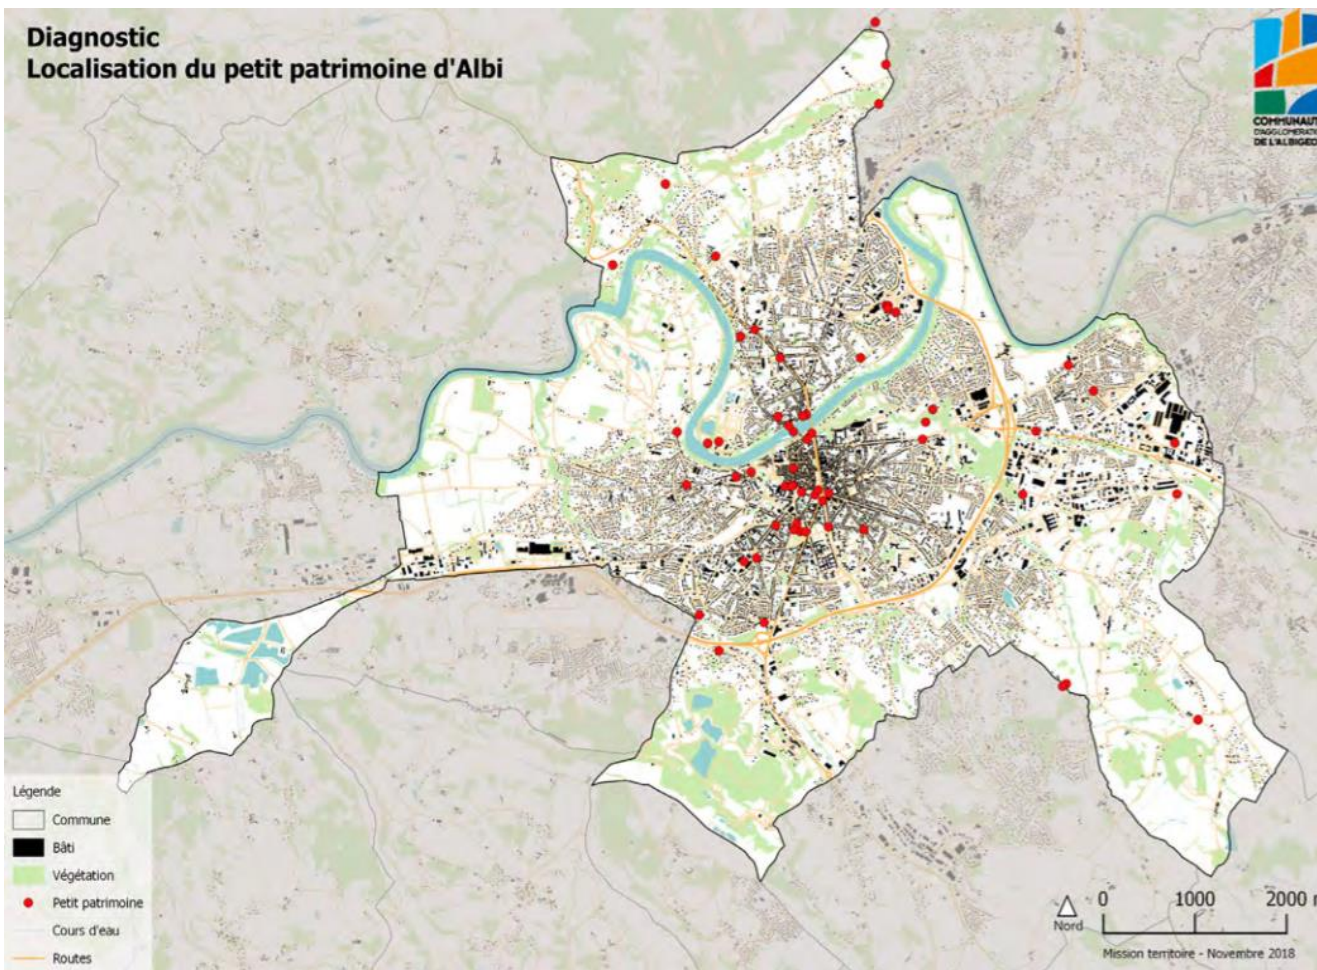 Diagnostic
Localisation du petit patrimoine d'Albi
COMMUNAUT
D'AGGLOMERATIO
DE L'ALBIGEO
Légende
Commune
Bâti
Végétation
Petit patrimoine
Cours d'eau
Routes
Nord
0 1000 2000 m
Mission territoire - Novembre 2018